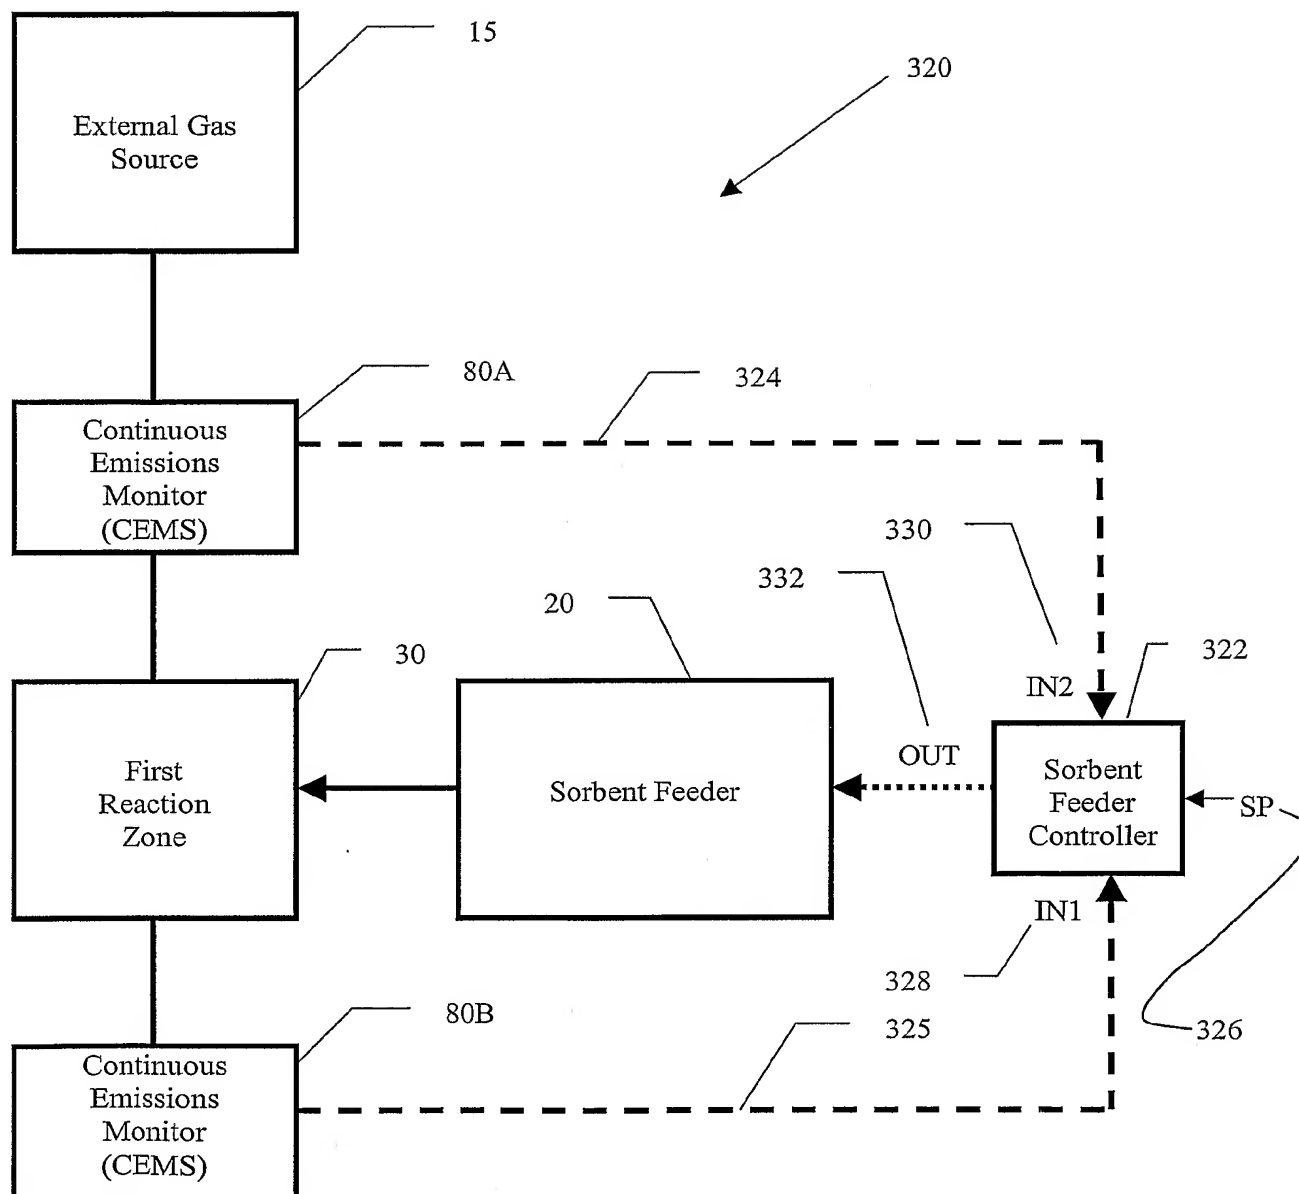 15
320
External Gas
Source
80A
324
Continuous
Emissions
Monitor
(CEMS)
330
332
20
30
322
IN2
OUT
First
Reaction
Zone
Sorbent Feeder
Sorbent
Feeder
Controller
SP
IN1
328
80B
325
326
Continuous
Emissions
Monitor
(CEMS)